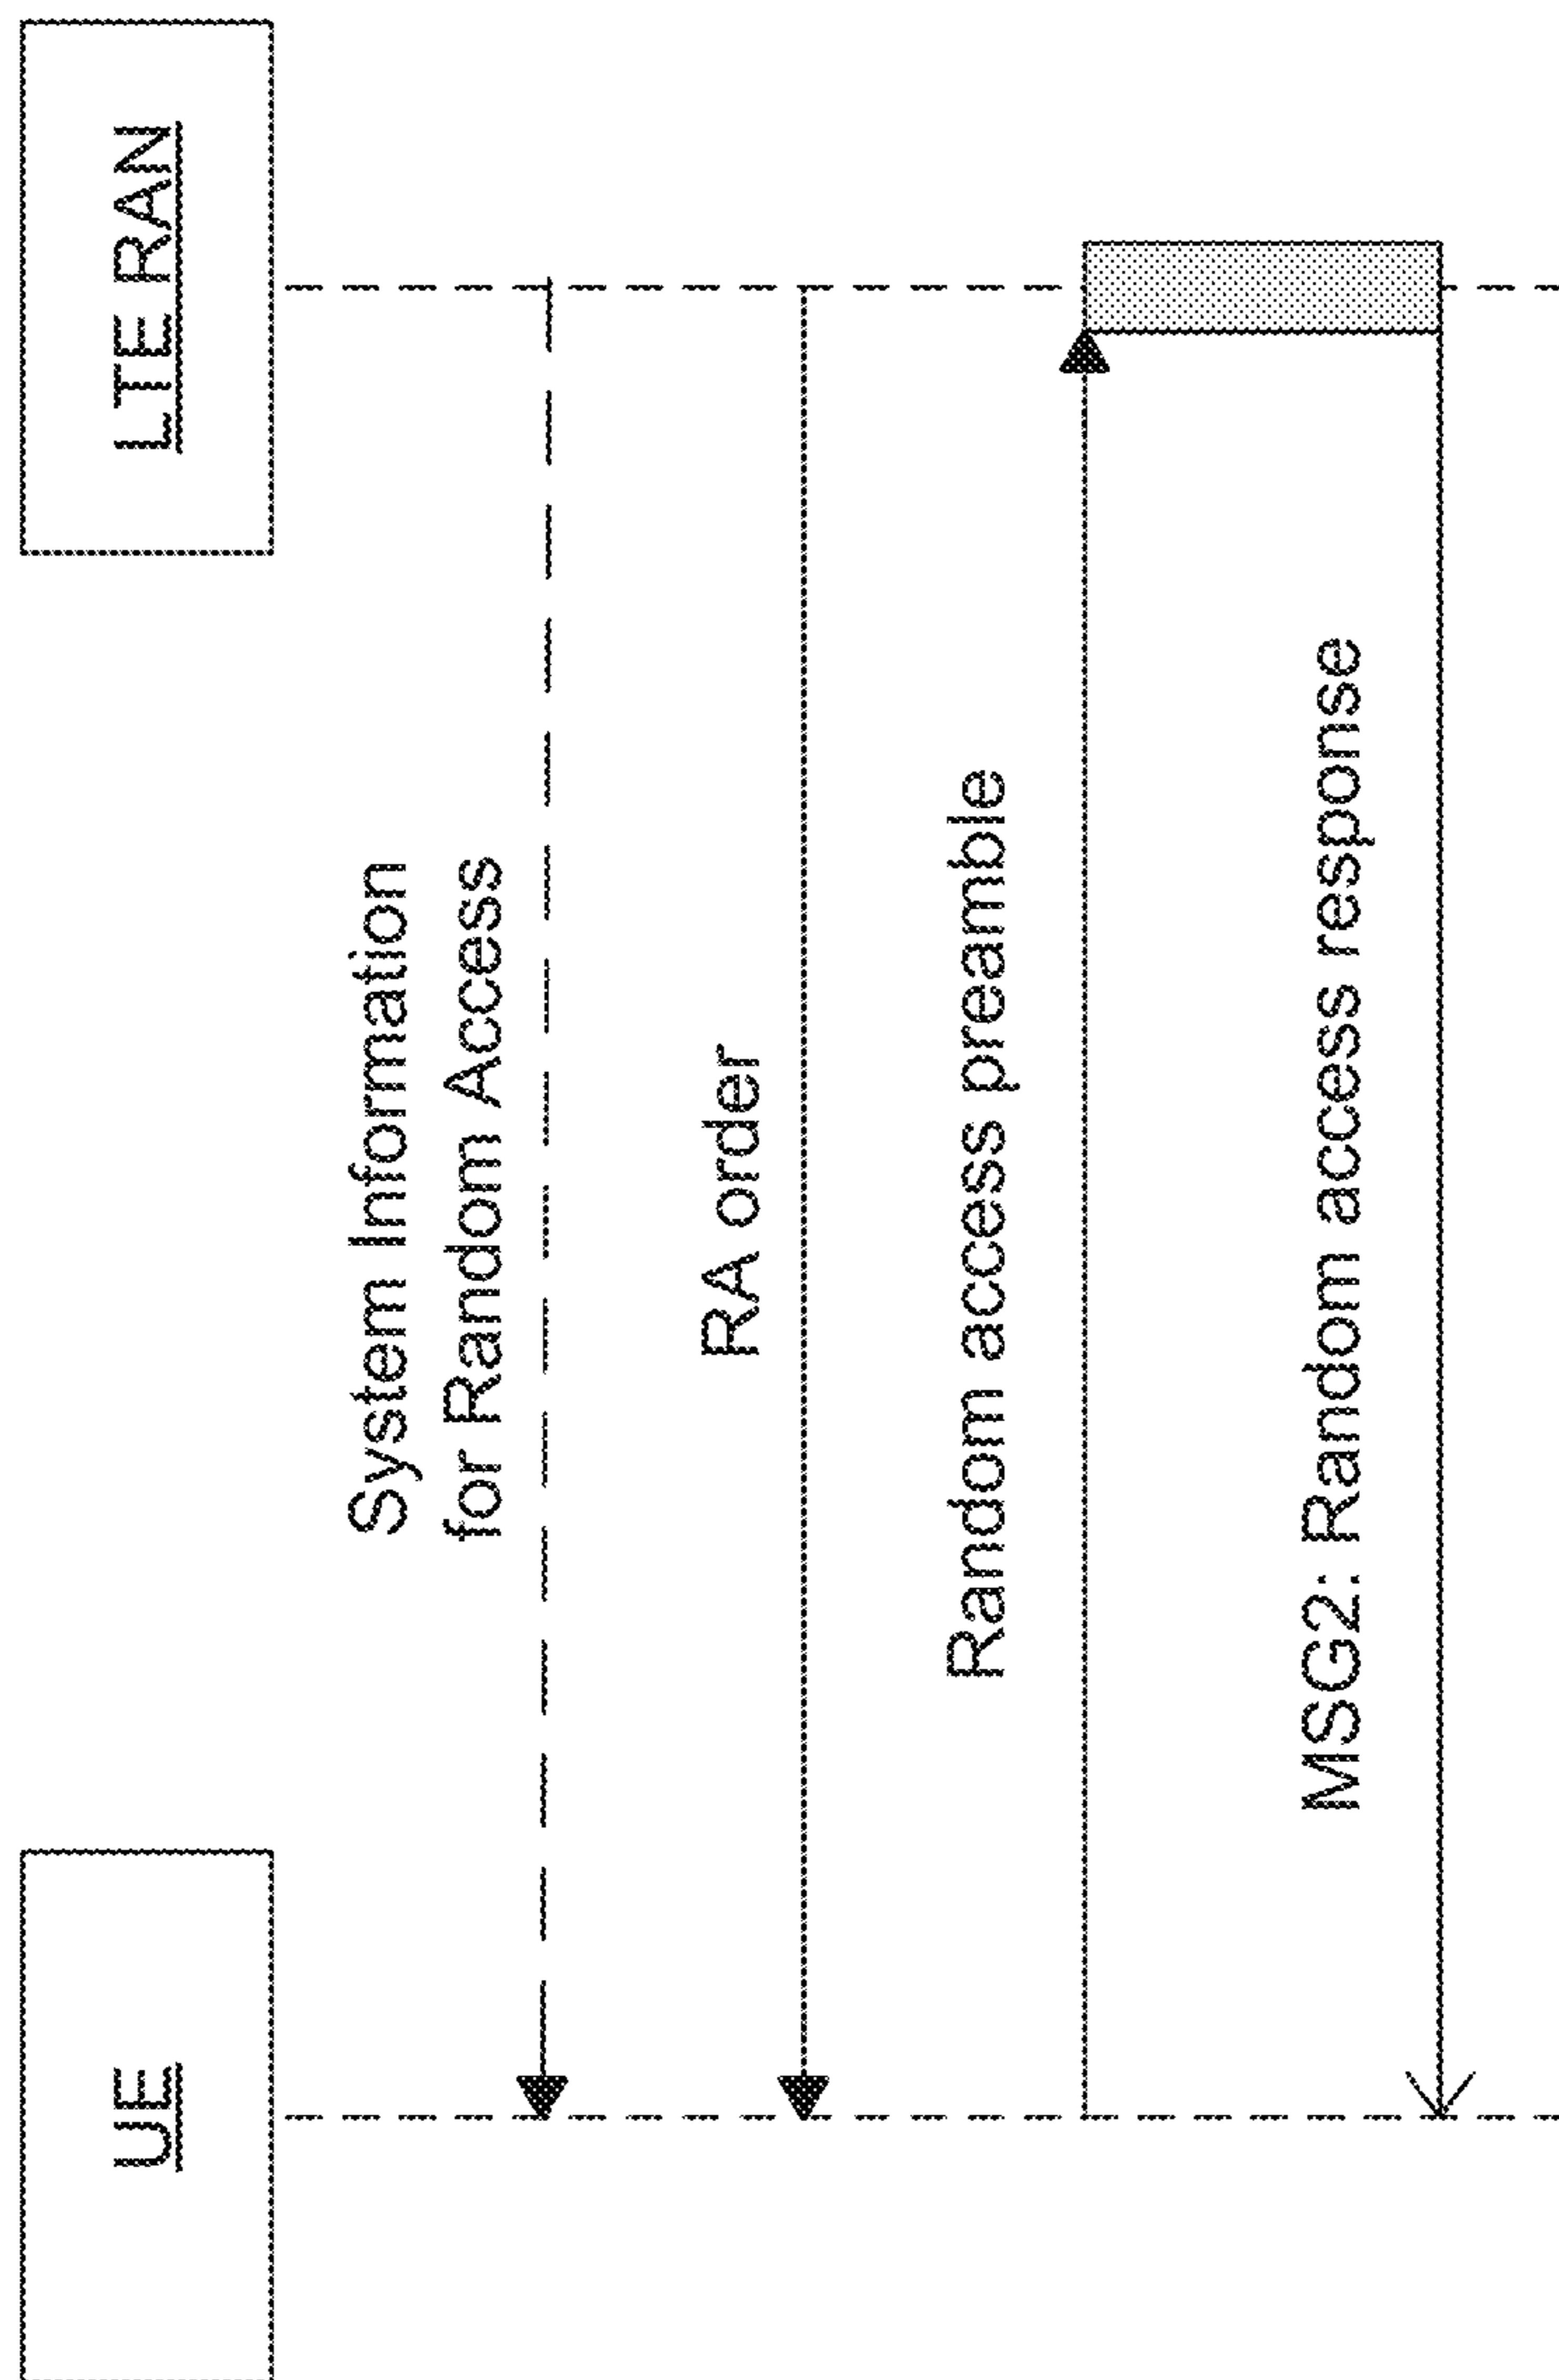 UE
LTE RAN
System Information
for Random Access
RA order
Random access preamble
MSG2: Random access response